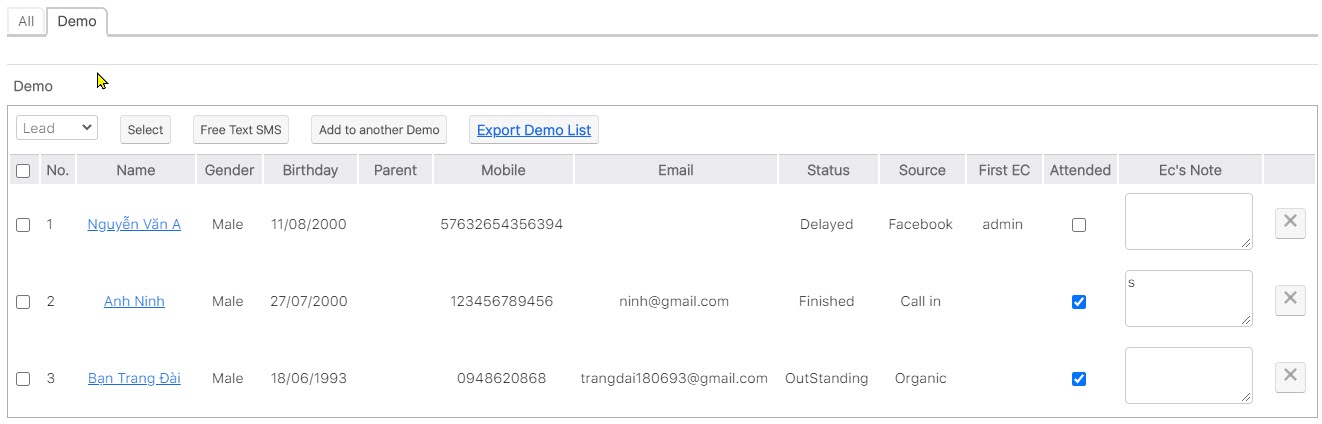 All Demo
Demo
Lead Select Free Text SMS Add to another Demo Export Demo List
No. Name Gender Birthday Parent Mobile Email Status Source First EC Attended Ec's Note
1 Nguyễn Văn A Male 11/08/2000 57632654356394 Delayed Facebook admin
2 Anh Ninh Male 27/07/2000 123456789456 ninh@gmail.com Finished Call in s
3 Bạn Trang Đài Male 18/06/1993 0948620868 trangdai180693@gmail.com OutStanding Organic